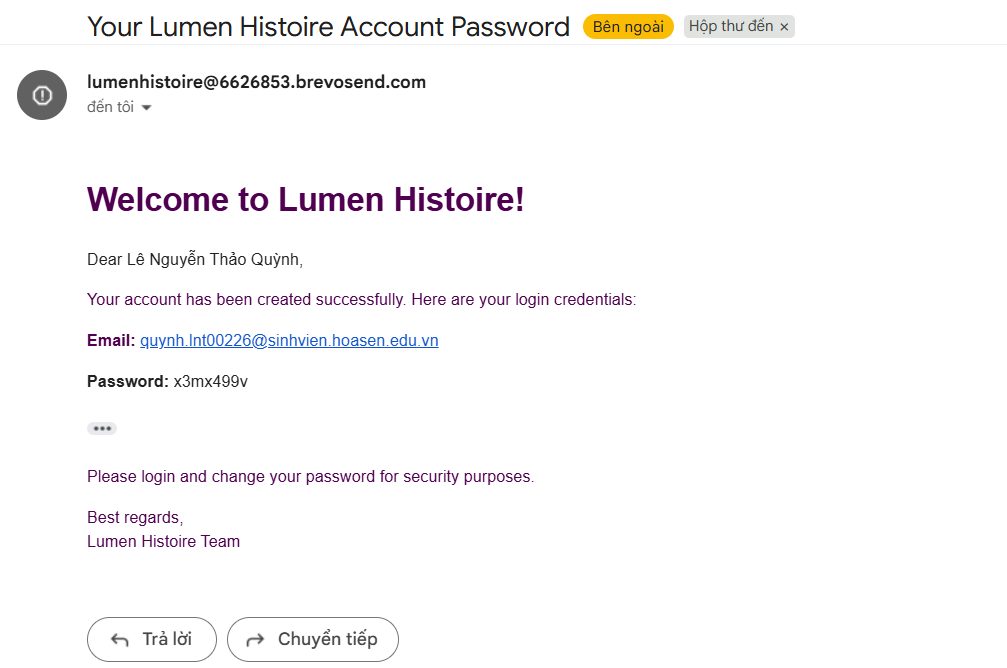 Your Lumen Histoire Account Password Bên ngoài Hộp thư đến ×
lumenhistoire@6626853.brevosend.com
đến tôi
Welcome to Lumen Histoire!
Dear Lê Nguyễn Thảo Quỳnh,
Your account has been created successfully. Here are your login credentials:
Email: quynh.lnt00226@sinhvien.hoasen.edu.vn
Password: x3mx499v
•••
Please login and change your password for security purposes.
Best regards,
Lumen Histoire Team
Trả lời Chuyển tiếp